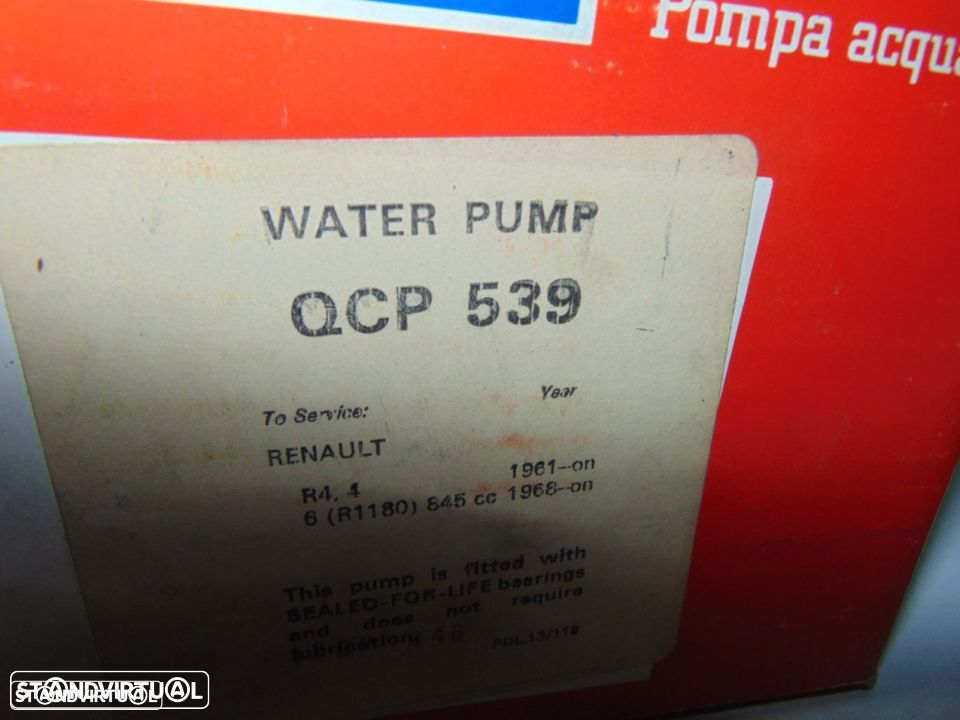 Pompa acqua
WATER PUMP
QCP 539
To Service: Year
RENAULT
R4, 4 1961-on
6 (R1180) 845 cc 1968-on
This pump is fitted with
SEALED-FOR-LIFE bearings
and does not require
lubrication.
PDL.13/118
STANDVIRTUAL
STANDVIRTUAL